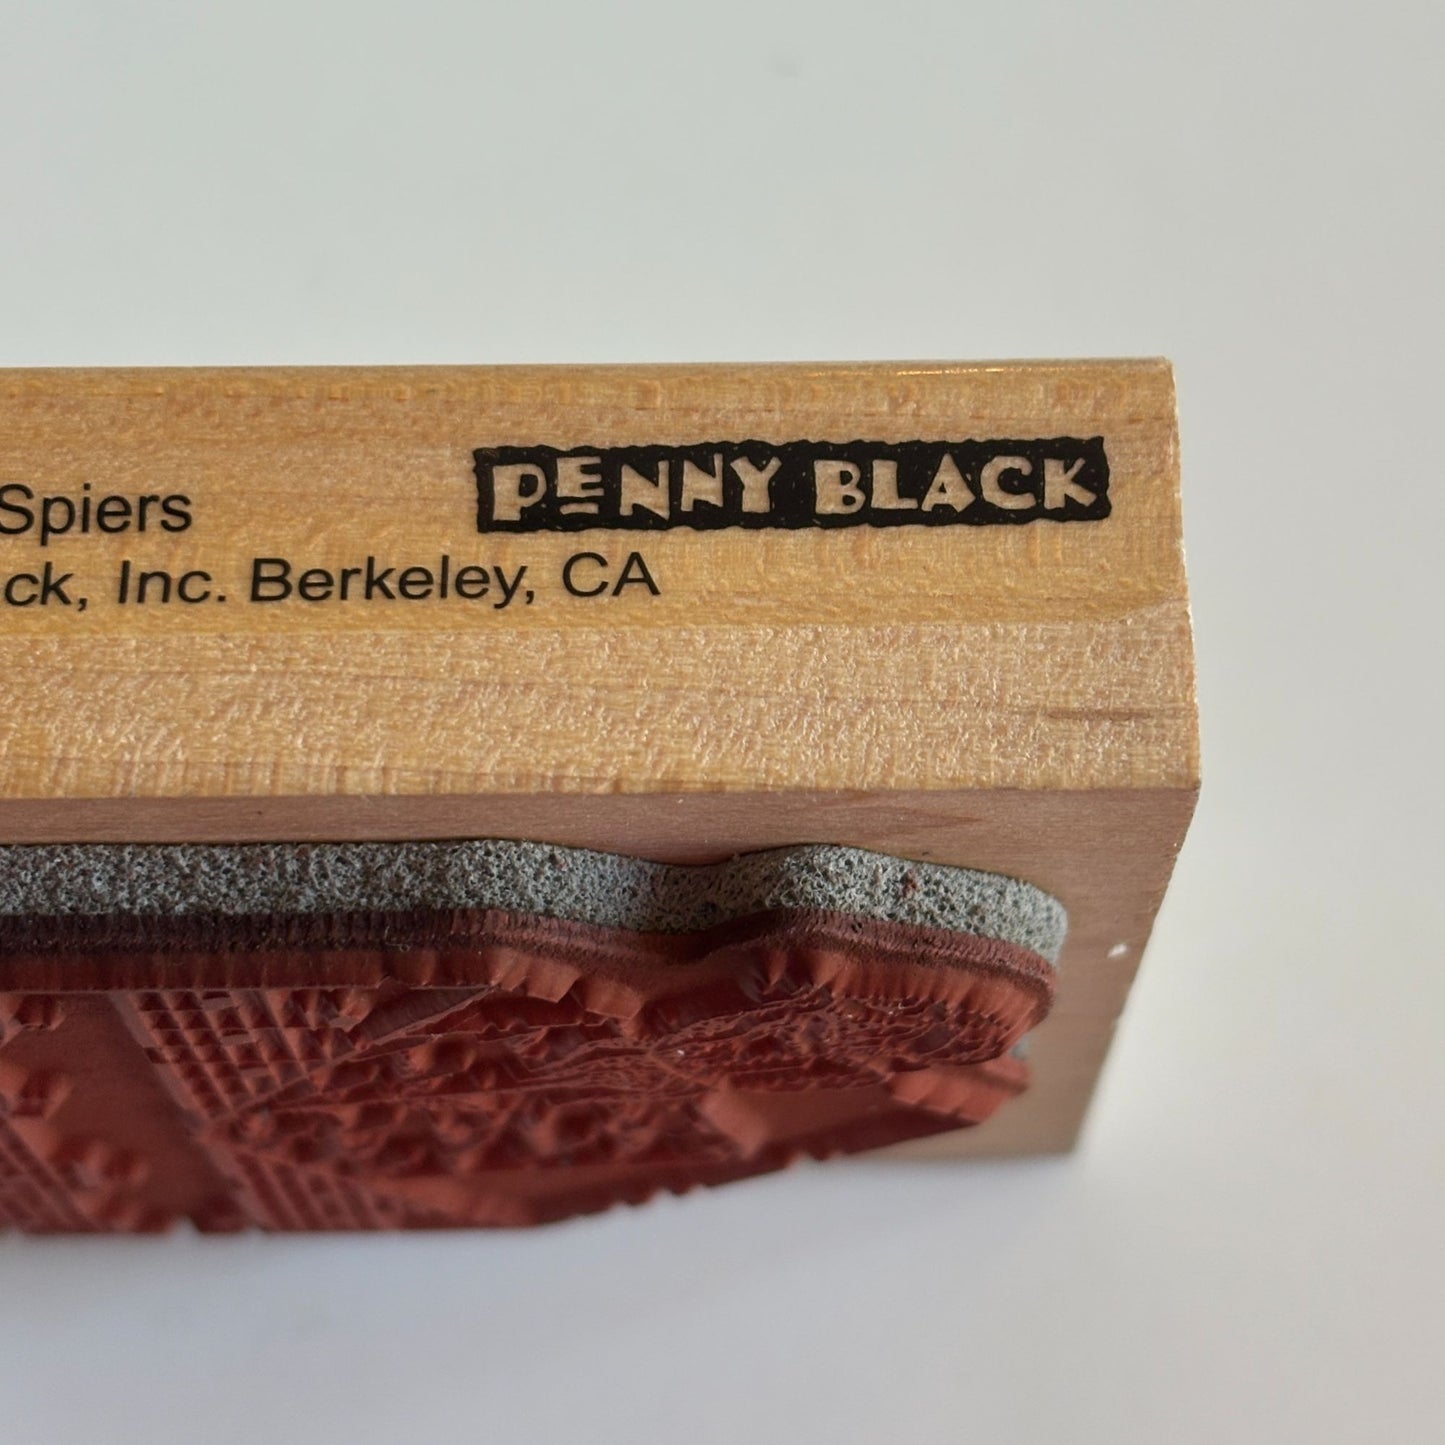 PENNY BLACK
Spiers
ck, Inc. Berkeley, CA